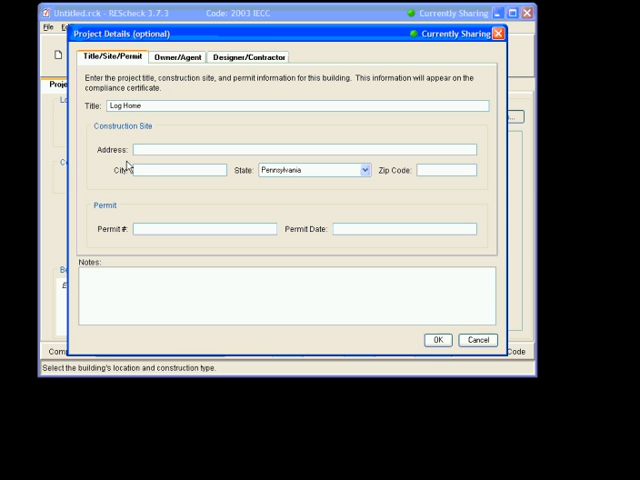 Untitled.rck - REScheck 3.7.3 Code: 2003 IECC Currently Sharing
File
Project Details (optional) Currently Sharing
Title/Site/Permit Owner/Agent Designer/Contractor
Enter the project title, construction site, and permit information for this building. This information will appear on the
compliance certificate.
Title: Log Home
Construction Site
Address:
City: State: Pennsylvania Zip Code:
Permit
Permit #: Permit Date:
Notes:
OK Cancel
Code
Select the building's location and construction type.